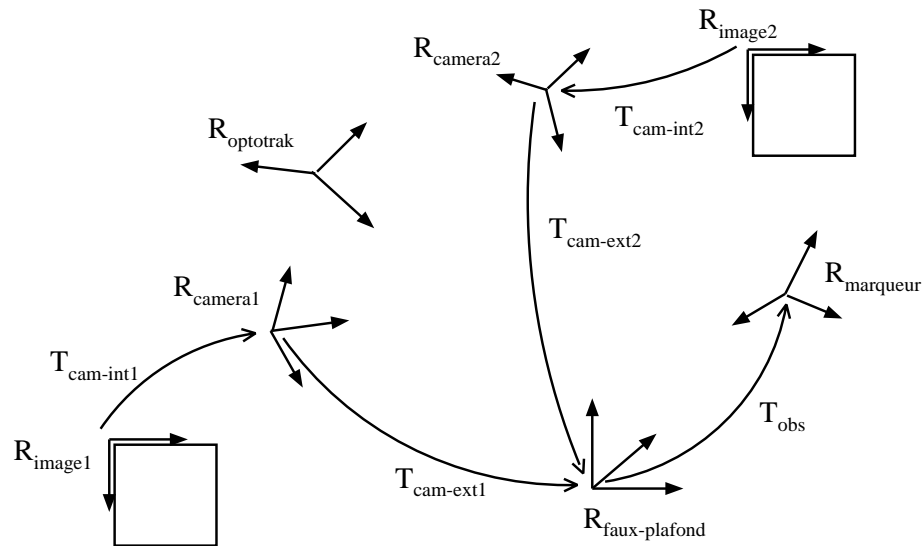 R_image2
R_camera2
T_cam-int2
R_optotrak
T_cam-ext2
R_marqueur
R_camera1
T_cam-int1
T_obs
R_image1
T_cam-ext1
R_faux-plafond